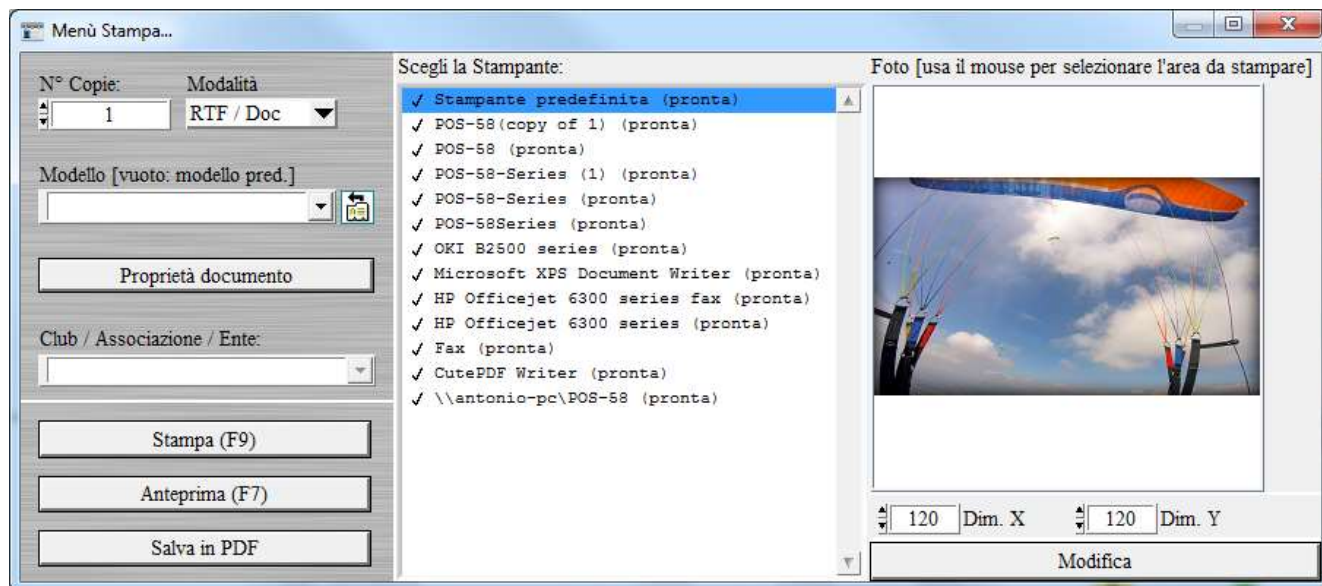 Menù Stampa...
N° Copie:
Modalità
1
RTF / Doc
Modello [vuoto: modello pred.]
Proprietà documento
Club / Associazione / Ente:
Stampa (F9)
Anteprima (F7)
Salva in PDF
Scegli la Stampante:
Stampante predefinita (pronta)
POS-58(copy of 1) (pronta)
POS-58 (pronta)
POS-58-Series (1) (pronta)
POS-58-Series (pronta)
POS-58Series (pronta)
OKI B2500 series (pronta)
Microsoft XPS Document Writer (pronta)
HP Officejet 6300 series fax (pronta)
HP Officejet 6300 series (pronta)
Fax (pronta)
CutePDF Writer (pronta)
\\antonio-pc\POS-58 (pronta)
Foto [usa il mouse per selezionare l'area da stampare]
120 Dim. X 120 Dim. Y
Modifica